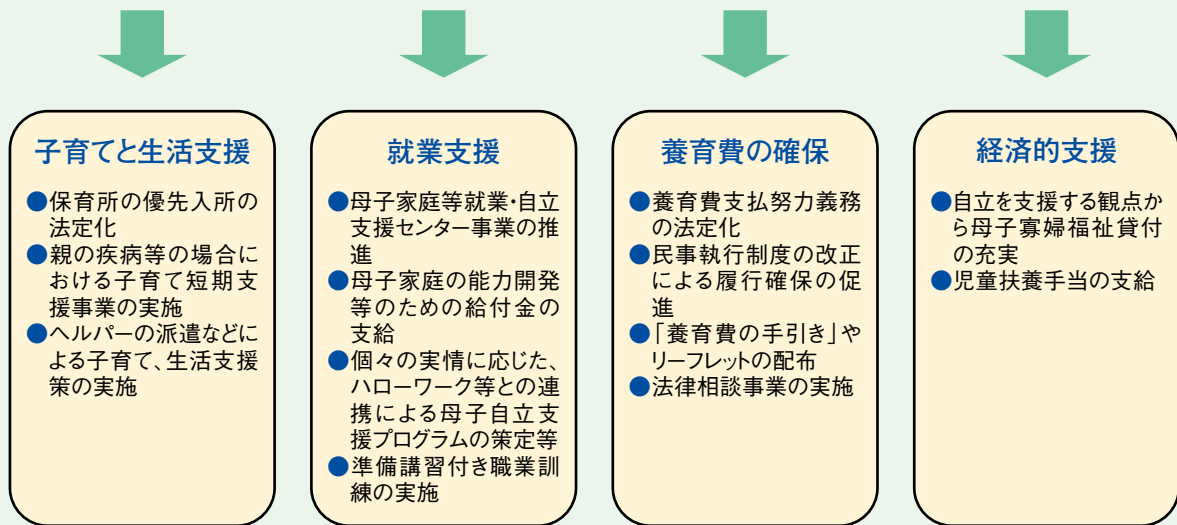 子育てと生活支援
●保育所の優先入所の
法定化
●親の疾病等の場合に
おける子育て短期支
援事業の実施
●ヘルパーの派遣などに
よる子育て、生活支援
策の実施
就業支援
●母子家庭等就業・自立
支援センター事業の推
進
●母子家庭の能力開発
等のための給付金の
支給
●個々の実情に応じた、
ハローワーク等との連
携による母子自立支
援プログラムの策定等
●準備講習付き職業訓
練の実施
養育費の確保
●養育費支払努力義務
の法定化
●民事執行制度の改正
による履行確保の促
進
●「養育費の手引き」や
リーフレットの配布
●法律相談事業の実施
経済的支援
●自立を支援する観点か
ら母子寡婦福祉貸付
の充実
●児童扶養手当の支給